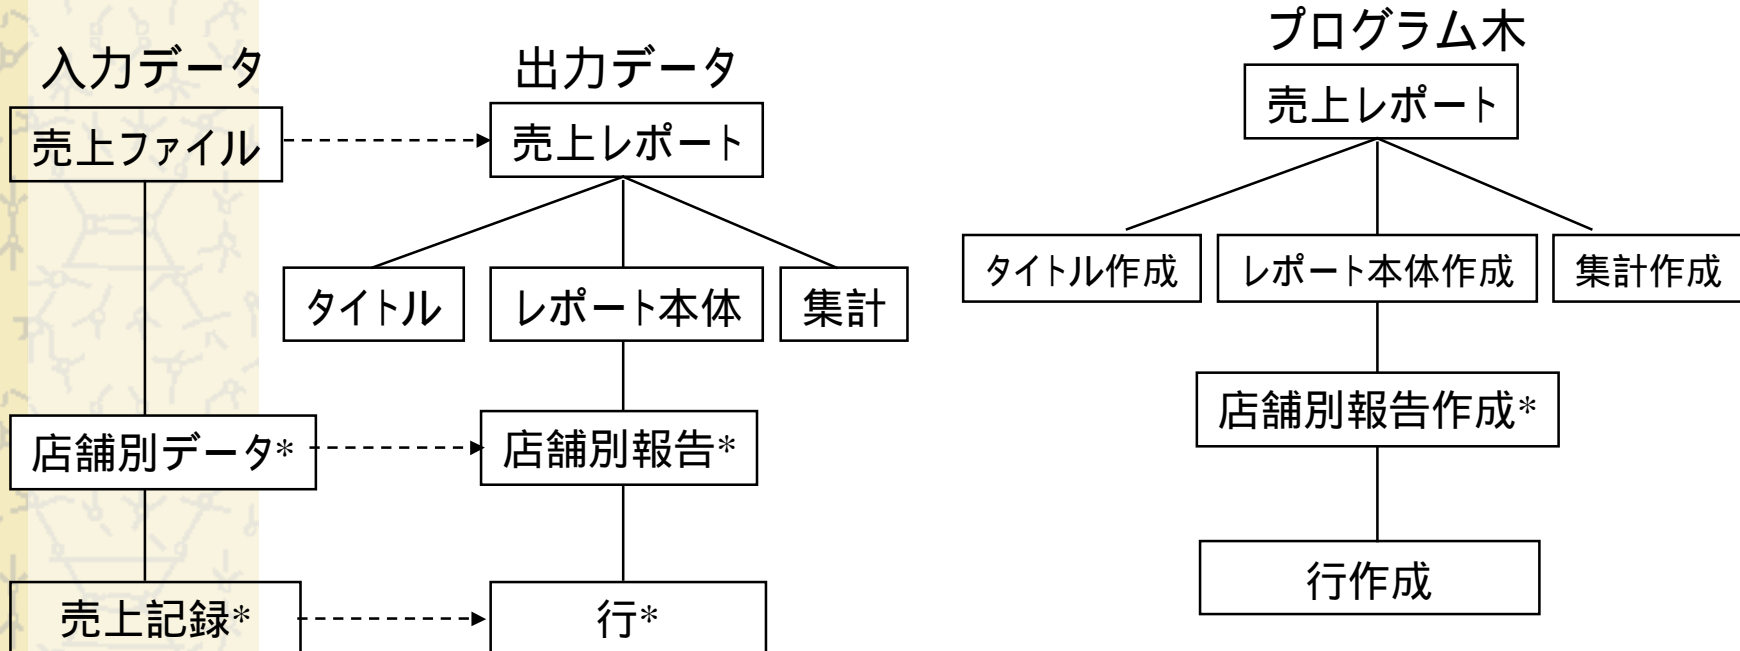 入力データ
売上ファイル
店舗別データ*
売上記録*
出力データ
売上レポート
タイトル
レポート本体
集計
店舗別報告*
行*
プログラム木
売上レポート
タイトル作成
レポート本体作成
集計作成
店舗別報告作成*
行作成